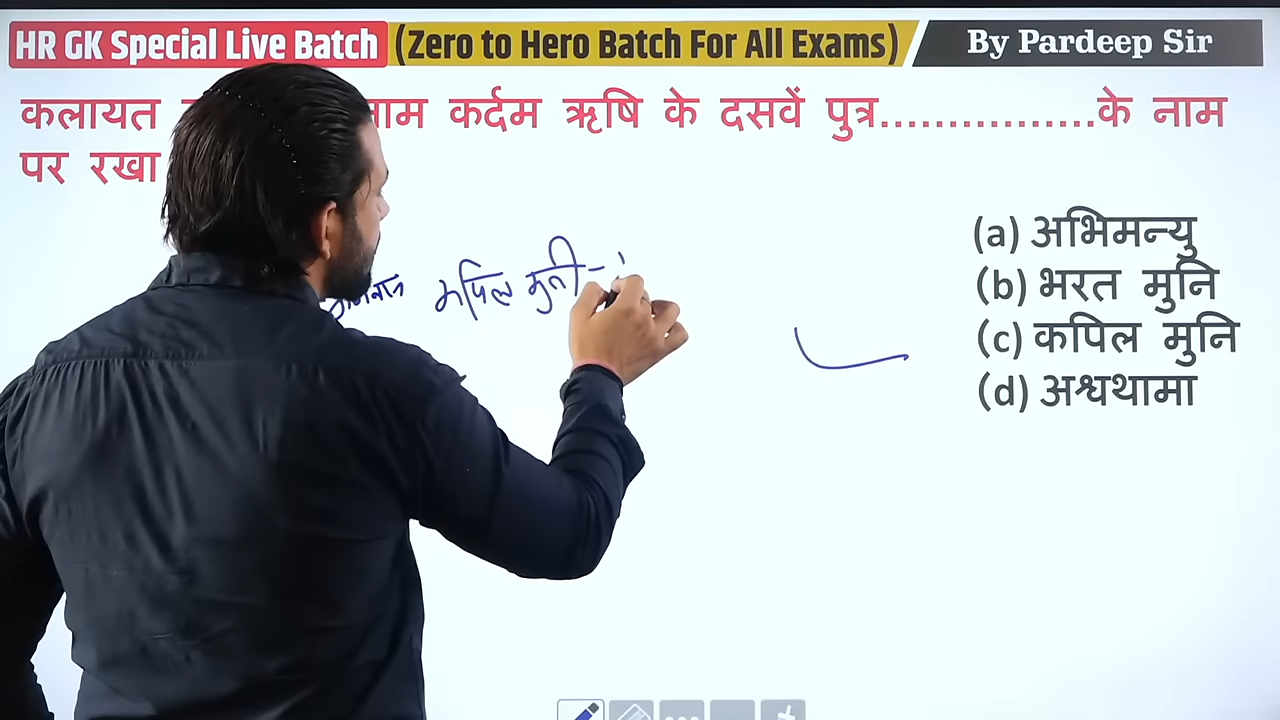 HR GK Special Live Batch (Zero to Hero Batch For All Exams) By Pardeep Sir
कलायत नाम कर्दम ऋषि के दसवें पुत्र................के नाम
पर रखा
(a) अभिमन्यु
कपिल मुनी -
(b) भरत मुनि
(c) कपिल मुनि
(d) अश्वथामा